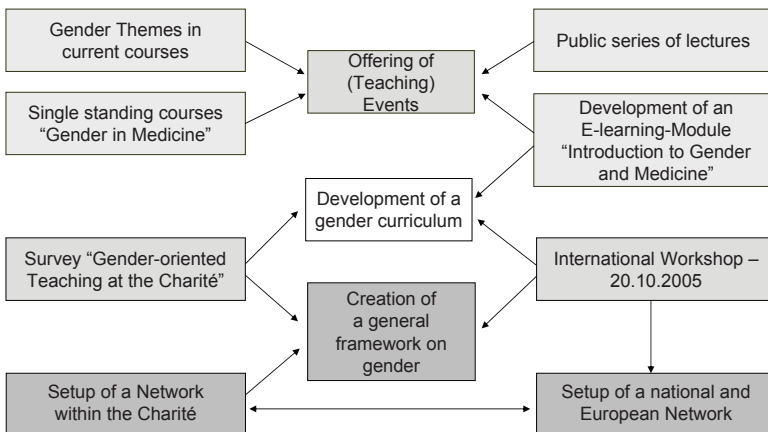 Gender Themes in
current courses
Offering of
(Teaching)
Events
Public series of lectures
Single standing courses
“Gender in Medicine”
Development of an
E-learning-Module
“Introduction to Gender
and Medicine”
Development of a
gender curriculum
Survey “Gender-oriented
Teaching at the Charité”
International Workshop –
20.10.2005
Creation of
a general
framework on
gender
Setup of a Network
within the Charité
Setup of a national and
European Network